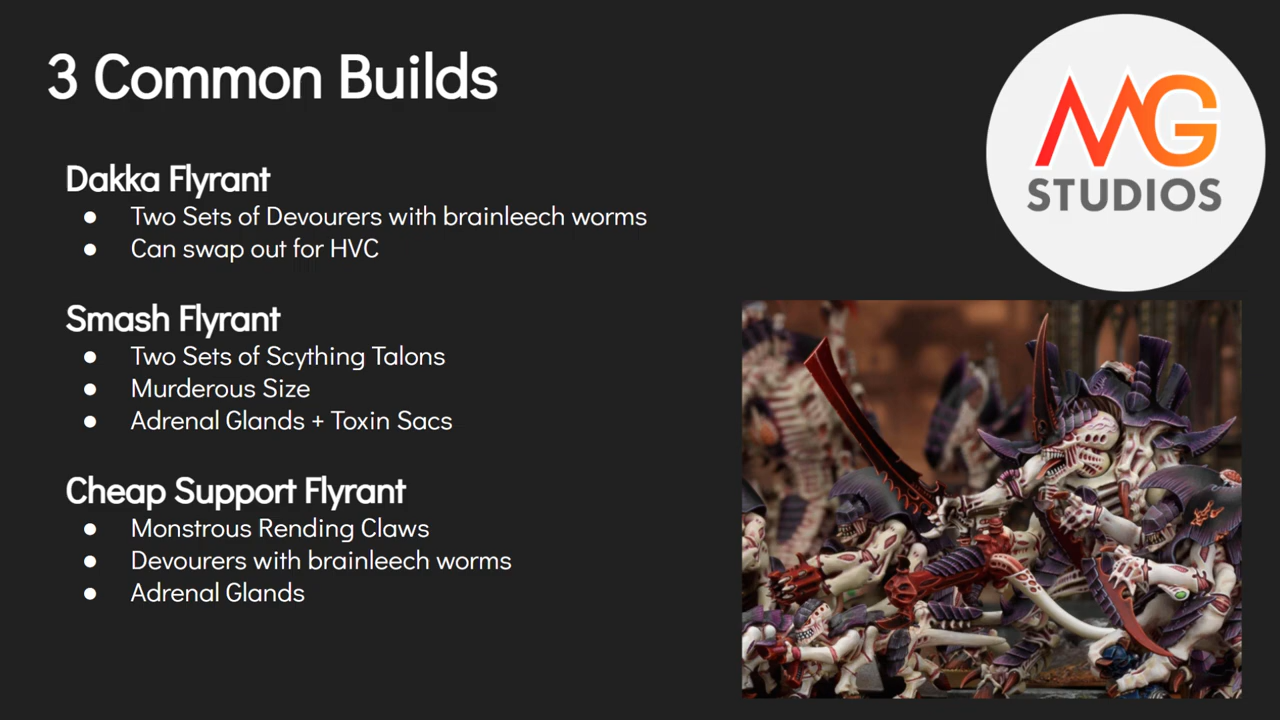 3 Common Builds
MG
STUDIOS
Dakka Flyrant
● Two Sets of Devourers with brainleech worms
● Can swap out for HVC
Smash Flyrant
● Two Sets of Scything Talons
● Murderous Size
● Adrenal Glands + Toxin Sacs
Cheap Support Flyrant
● Monstrous Rending Claws
● Devourers with brainleech worms
● Adrenal Glands